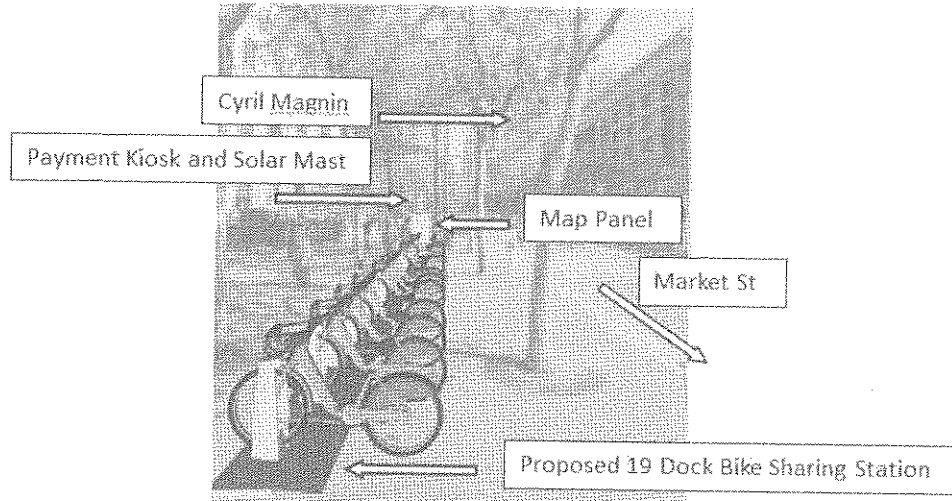 Cyril Magnin
Payment Kiosk and Solar Mast
Map Panel
Market St
Proposed 19 Dock Bike Sharing Station